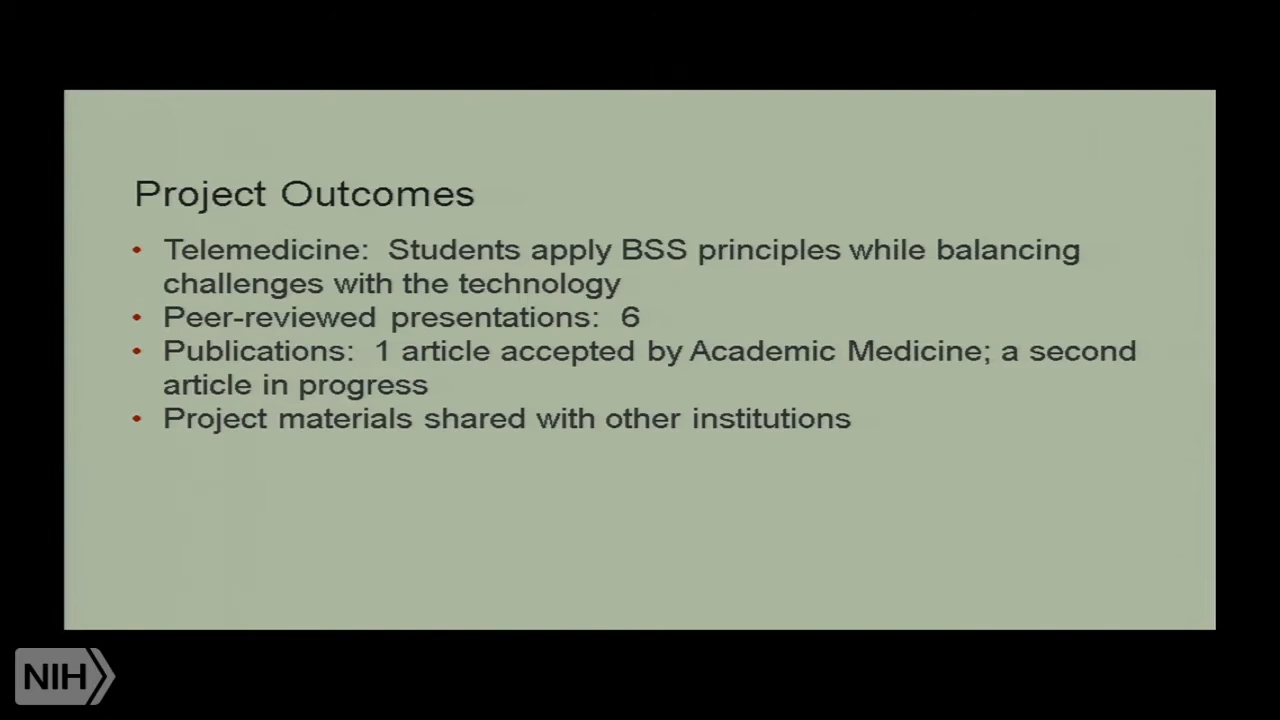 Project Outcomes
• Telemedicine: Students apply BSS principles while balancing
challenges with the technology
• Peer-reviewed presentations: 6
• Publications: 1 article accepted by Academic Medicine; a second
article in progress
• Project materials shared with other institutions
NIH